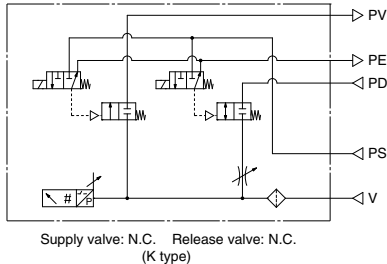 PV
PE
PD
PS
# P V
Supply valve: N.C. Release valve: N.C.
(K type)